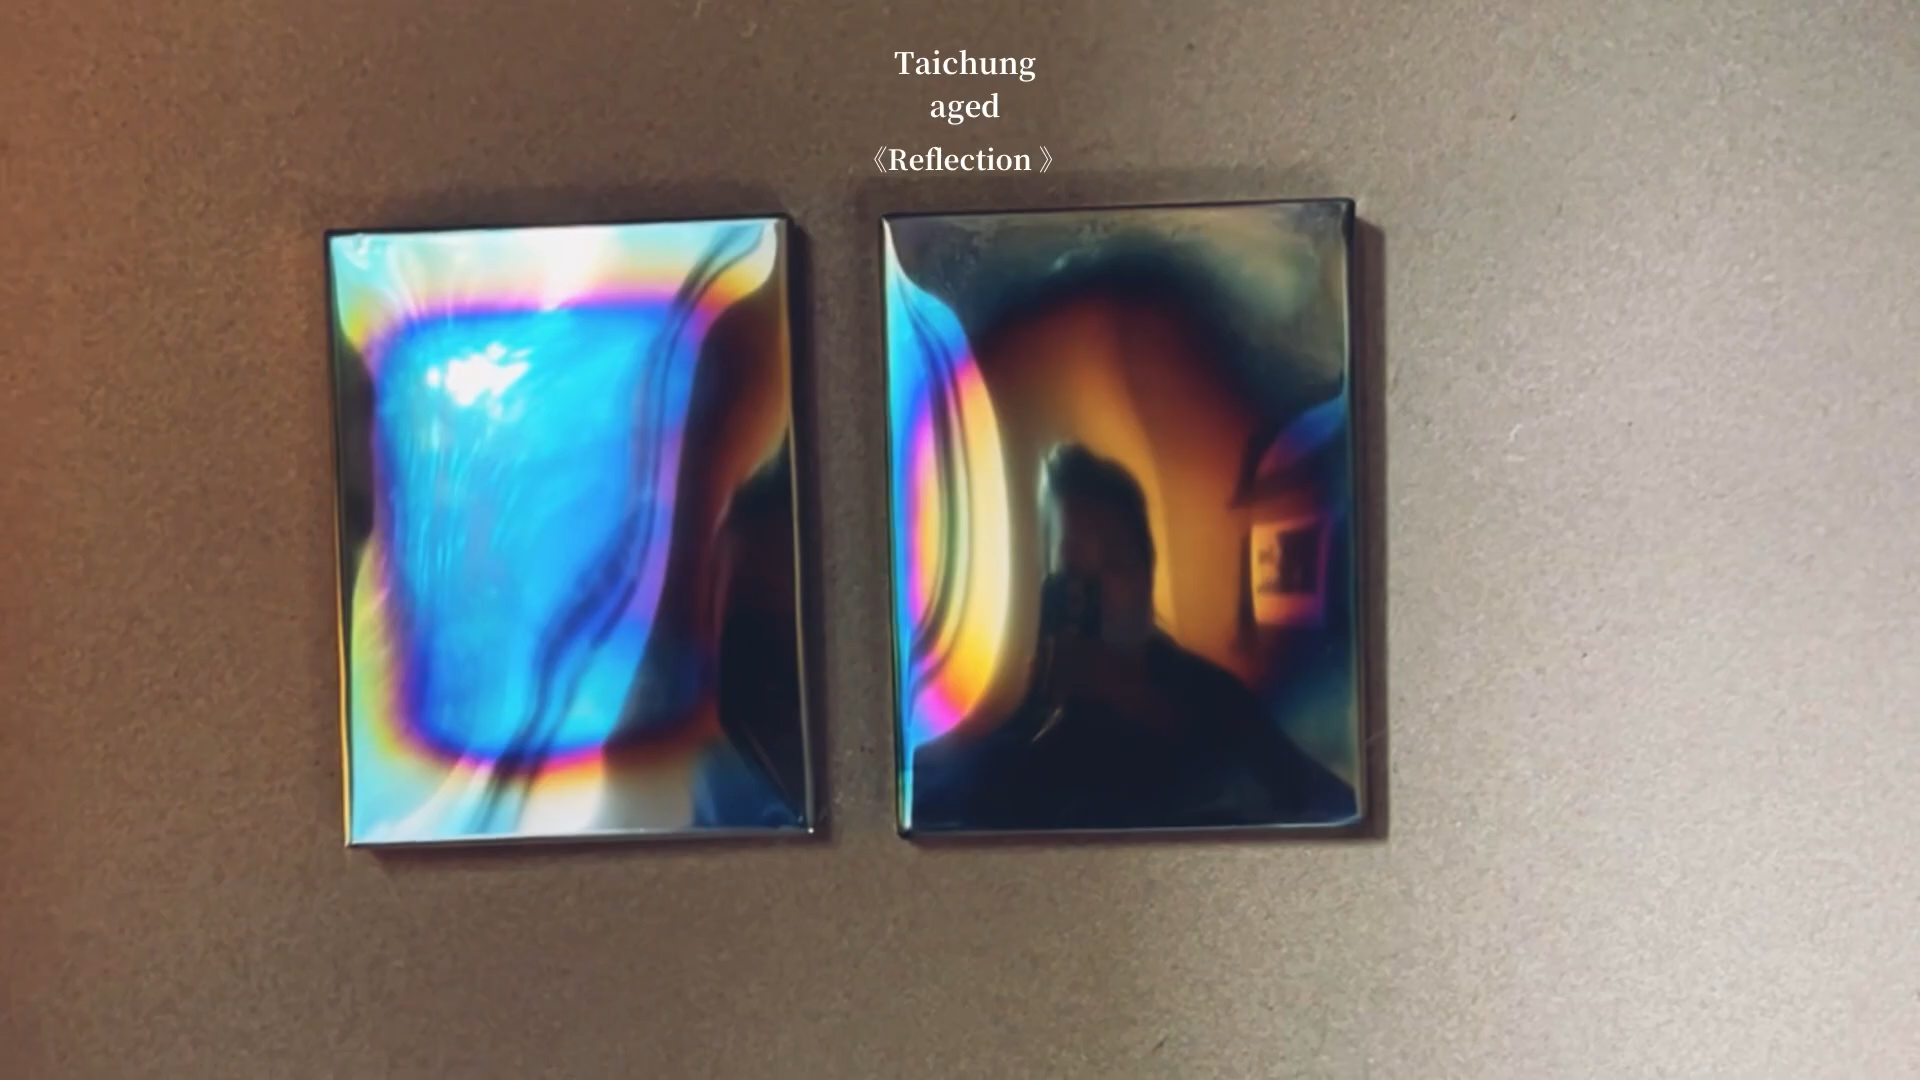 Taichung
aged
《Reflection 》